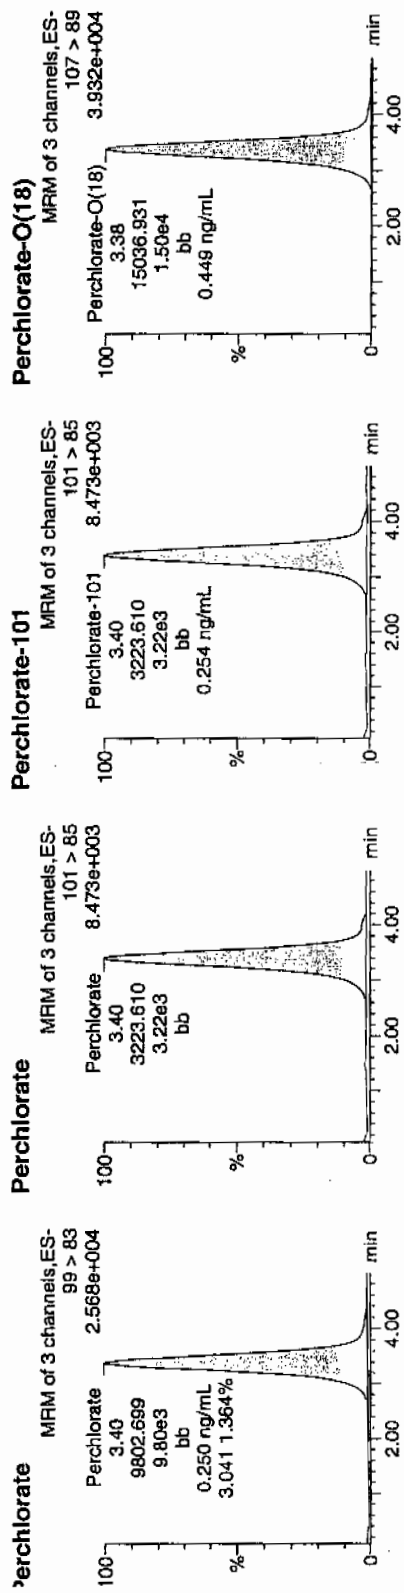 Perchlorate
MRM of 3 channels,ES-
99 > 83
2.568e+004
Perchlorate
3.40
9802.699
9.80e3
bb
0.250 ng/mL
3.041 1.364%
100
%
0
2.00
4.00
min
Perchlorate
MRM of 3 channels,ES-
101 > 85
8.473e+003
Perchlorate
3.40
3223.610
3.22e3
bb
100
%
0
2.00
4.00
min
Perchlorate-101
MRM of 3 channels,ES-
101 > 85
8.473e+003
Perchlorate-101
3.40
3223.610
3.22e3
bb
0.254 ng/mL
100
%
0
2.00
4.00
min
Perchlorate-O(18)
MRM of 3 channels,ES-
107 > 89
3.932e+004
Perchlorate-O(18)
3.38
15036.931
1.50e4
bb
0.449 ng/mL
100
%
0
2.00
4.00
min